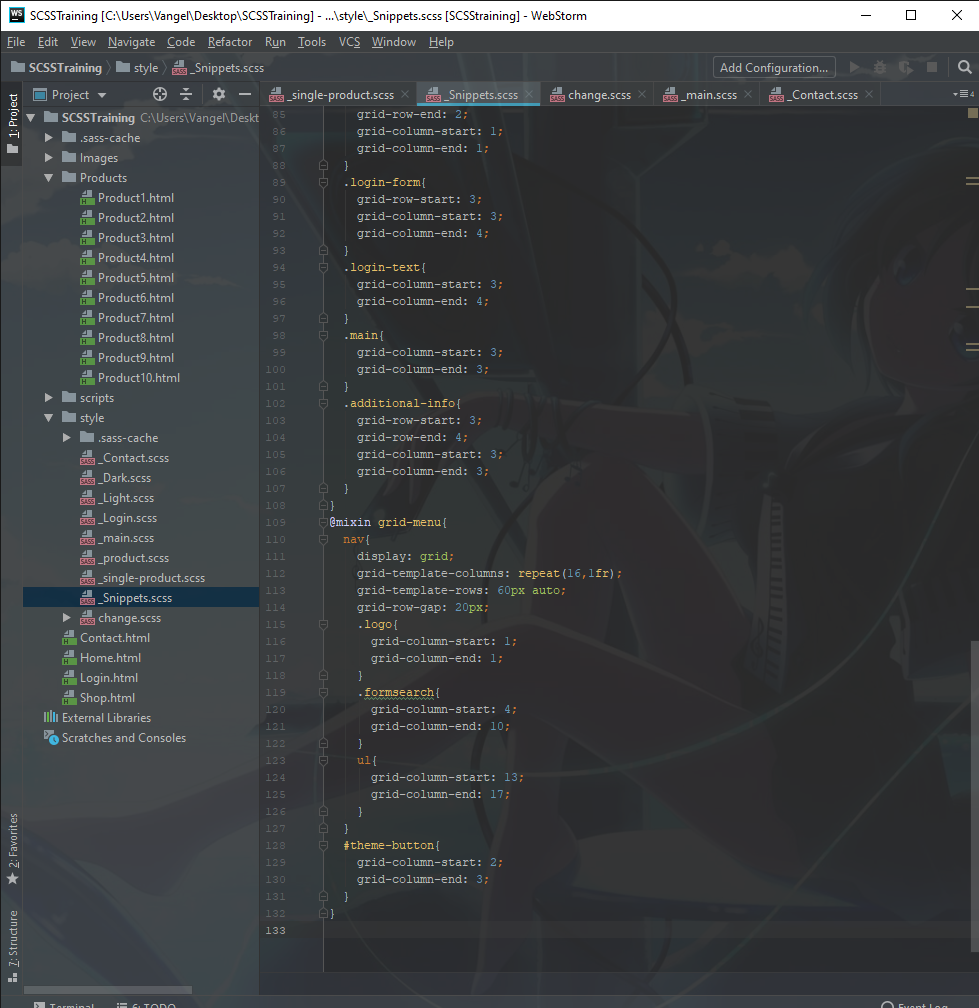 WS SCSSTraining [C:\Users\Vangel\Desktop\SCSSTraining] - ...\style\_Snippets.scss [SCSStraining] - WebStorm
File Edit View Navigate Code Refactor Run Tools VCS Window Help
SCSSTraining style _Snippets.scss Add Configuration...
1: Project
Project
_single-product.scss _Snippets.scss change.scss _main.scss _Contact.scss 4
SCSSTraining C:\Users\Vangel\Deskt
.sass-cache
Images
Products
Product1.html
Product2.html
Product3.html
Product4.html
Product5.html
Product6.html
Product7.html
Product8.html
Product9.html
Product10.html
scripts
style
.sass-cache
_Contact.scss
_Dark.scss
_Light.scss
_Login.scss
_main.scss
_product.scss
_single-product.scss
_Snippets.scss
change.scss
Contact.html
Home.html
Login.html
Shop.html
External Libraries
Scratches and Consoles
2: Favorites
7: Structure
85 grid-row-end: 2;
86 grid-column-start: 1;
87 grid-column-end: 1;
88 }
89 .login-form{
90 grid-row-start: 3;
91 grid-column-start: 3;
92 grid-column-end: 4;
93 }
94 .login-text{
95 grid-column-start: 3;
96 grid-column-end: 4;
97 }
98 .main{
99 grid-column-start: 3;
100 grid-column-end: 3;
101 }
102 .additional-info{
103 grid-row-start: 3;
104 grid-row-end: 4;
105 grid-column-start: 3;
106 grid-column-end: 3;
107 }
108 }
109 @mixin grid-menu{
110 nav{
111 display: grid;
112 grid-template-columns: repeat(16,1fr);
113 grid-template-rows: 60px auto;
114 grid-row-gap: 20px;
115 .logo{
116 grid-column-start: 1;
117 grid-column-end: 1;
118 }
119 .formsearch{
120 grid-column-start: 4;
121 grid-column-end: 10;
122 }
123 ul{
124 grid-column-start: 13;
125 grid-column-end: 17;
126 }
127 }
128 #theme-button{
129 grid-column-start: 2;
130 grid-column-end: 3;
131 }
132 }
133
Terminal 6: TODO Event Log